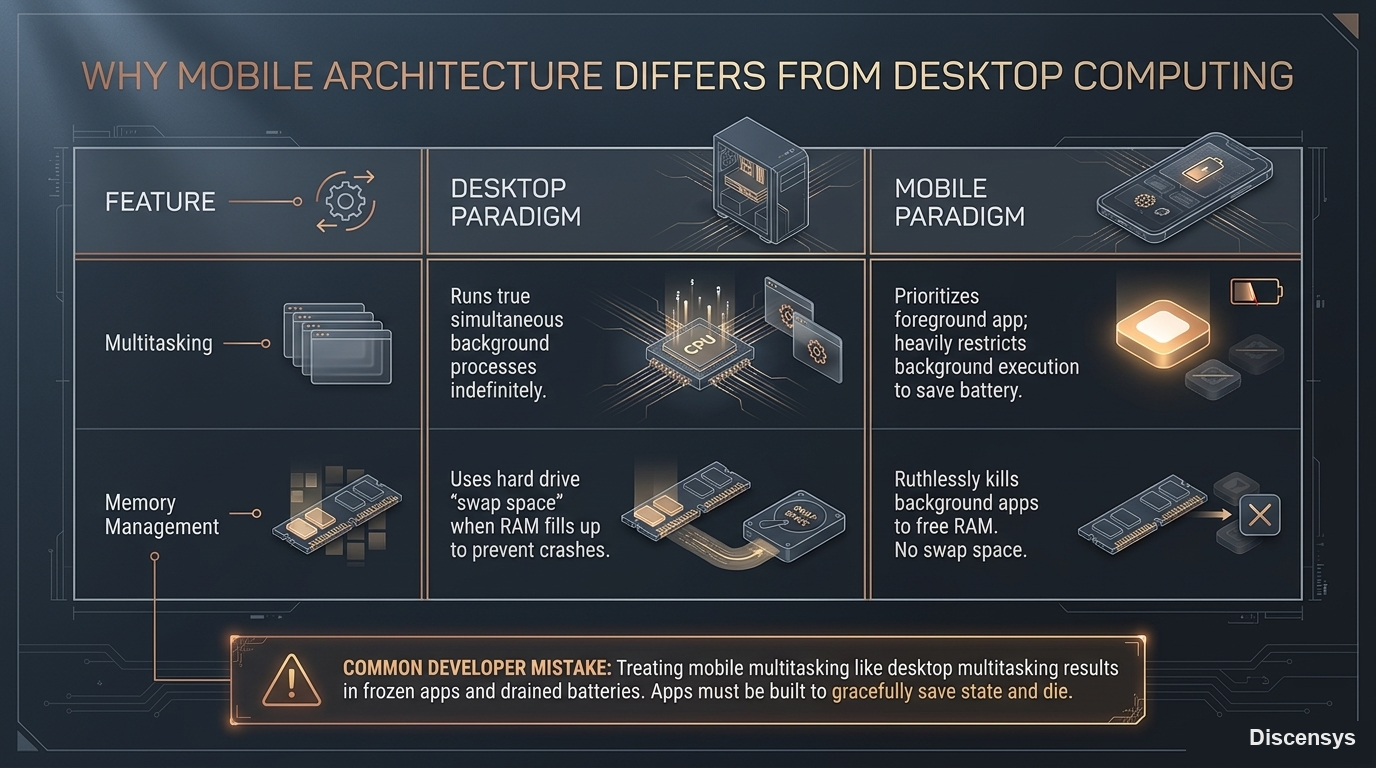 WHY MOBILE ARCHITECTURE DIFFERS FROM DESKTOP COMPUTING
FEATURE
DESKTOP
PARADIGM
MOBILE
PARADIGM
Multitasking
Runs true
simultaneous
background
processes
indefinitely.
CPU
Prioritizes
foreground app;
heavily restricts
background execution
to save battery.
Memory
Management
Uses hard drive
“swap space”
when RAM fills up
to prevent crashes.
Ruthlessly kills
background apps
to free RAM.
No swap space.
COMMON DEVELOPER MISTAKE: Treating mobile multitasking like desktop multitasking results
in frozen apps and drained batteries. Apps must be built to gracefully save state and die.
Discensys